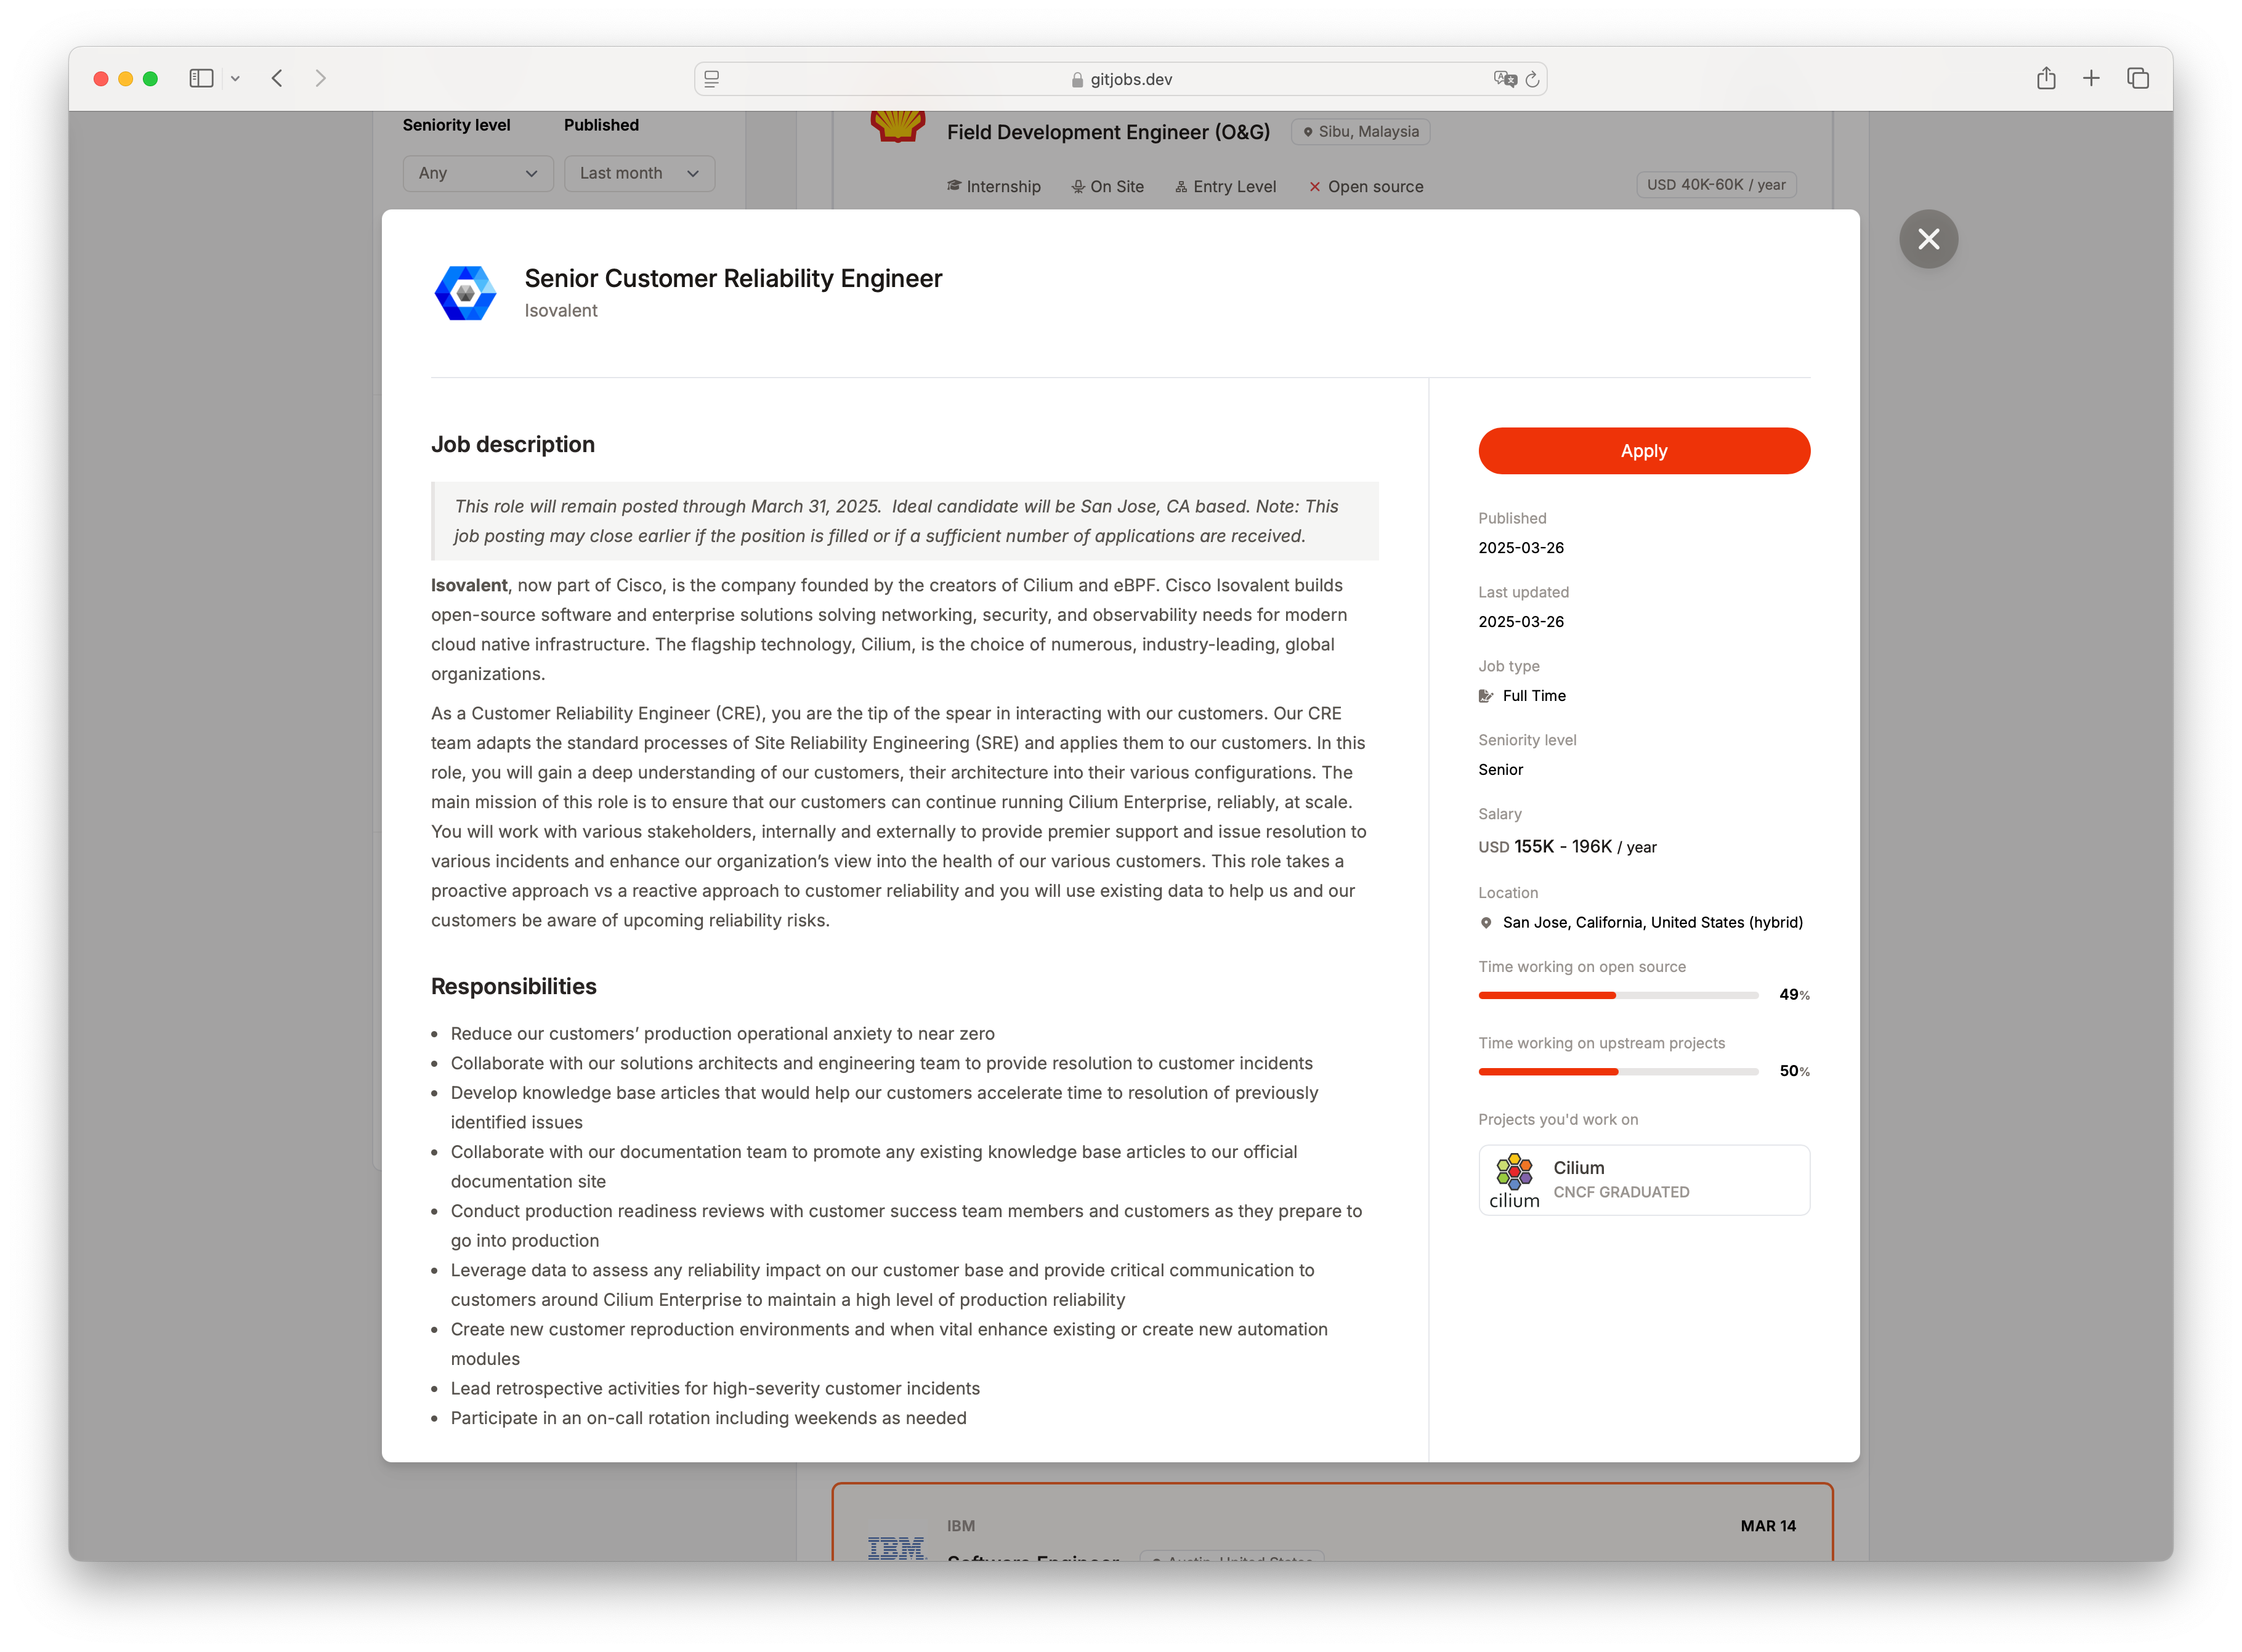 gitjobs.dev
Seniority level
Published
Any
Last month
Field Development Engineer (O&G)
Sibu, Malaysia
Internship
On Site
Entry Level
Open source
USD 40K-60K / year
Senior Customer Reliability Engineer
Isovalent
Job description
This role will remain posted through March 31, 2025.  Ideal candidate will be San Jose, CA based. Note: This
job posting may close earlier if the position is filled or if a sufficient number of applications are received.
Isovalent, now part of Cisco, is the company founded by the creators of Cilium and eBPF. Cisco Isovalent builds
open-source software and enterprise solutions solving networking, security, and observability needs for modern
cloud native infrastructure. The flagship technology, Cilium, is the choice of numerous, industry-leading, global
organizations.
As a Customer Reliability Engineer (CRE), you are the tip of the spear in interacting with our customers. Our CRE
team adapts the standard processes of Site Reliability Engineering (SRE) and applies them to our customers. In this
role, you will gain a deep understanding of our customers, their architecture into their various configurations. The
main mission of this role is to ensure that our customers can continue running Cilium Enterprise, reliably, at scale.
You will work with various stakeholders, internally and externally to provide premier support and issue resolution to
various incidents and enhance our organization’s view into the health of our various customers. This role takes a
proactive approach vs a reactive approach to customer reliability and you will use existing data to help us and our
customers be aware of upcoming reliability risks.
Responsibilities
• Reduce our customers’ production operational anxiety to near zero
• Collaborate with our solutions architects and engineering team to provide resolution to customer incidents
• Develop knowledge base articles that would help our customers accelerate time to resolution of previously
identified issues
• Collaborate with our documentation team to promote any existing knowledge base articles to our official
documentation site
• Conduct production readiness reviews with customer success team members and customers as they prepare to
go into production
• Leverage data to assess any reliability impact on our customer base and provide critical communication to
customers around Cilium Enterprise to maintain a high level of production reliability
• Create new customer reproduction environments and when vital enhance existing or create new automation
modules
• Lead retrospective activities for high-severity customer incidents
• Participate in an on-call rotation including weekends as needed
Apply
Published
2025-03-26
Last updated
2025-03-26
Job type
Full Time
Seniority level
Senior
Salary
USD 155K - 196K / year
Location
San Jose, California, United States (hybrid)
Time working on open source
49%
Time working on upstream projects
50%
Projects you'd work on
cilium
Cilium
CNCF GRADUATED
IBM
MAR 14
IBM
Software Engineer
Austin, United States